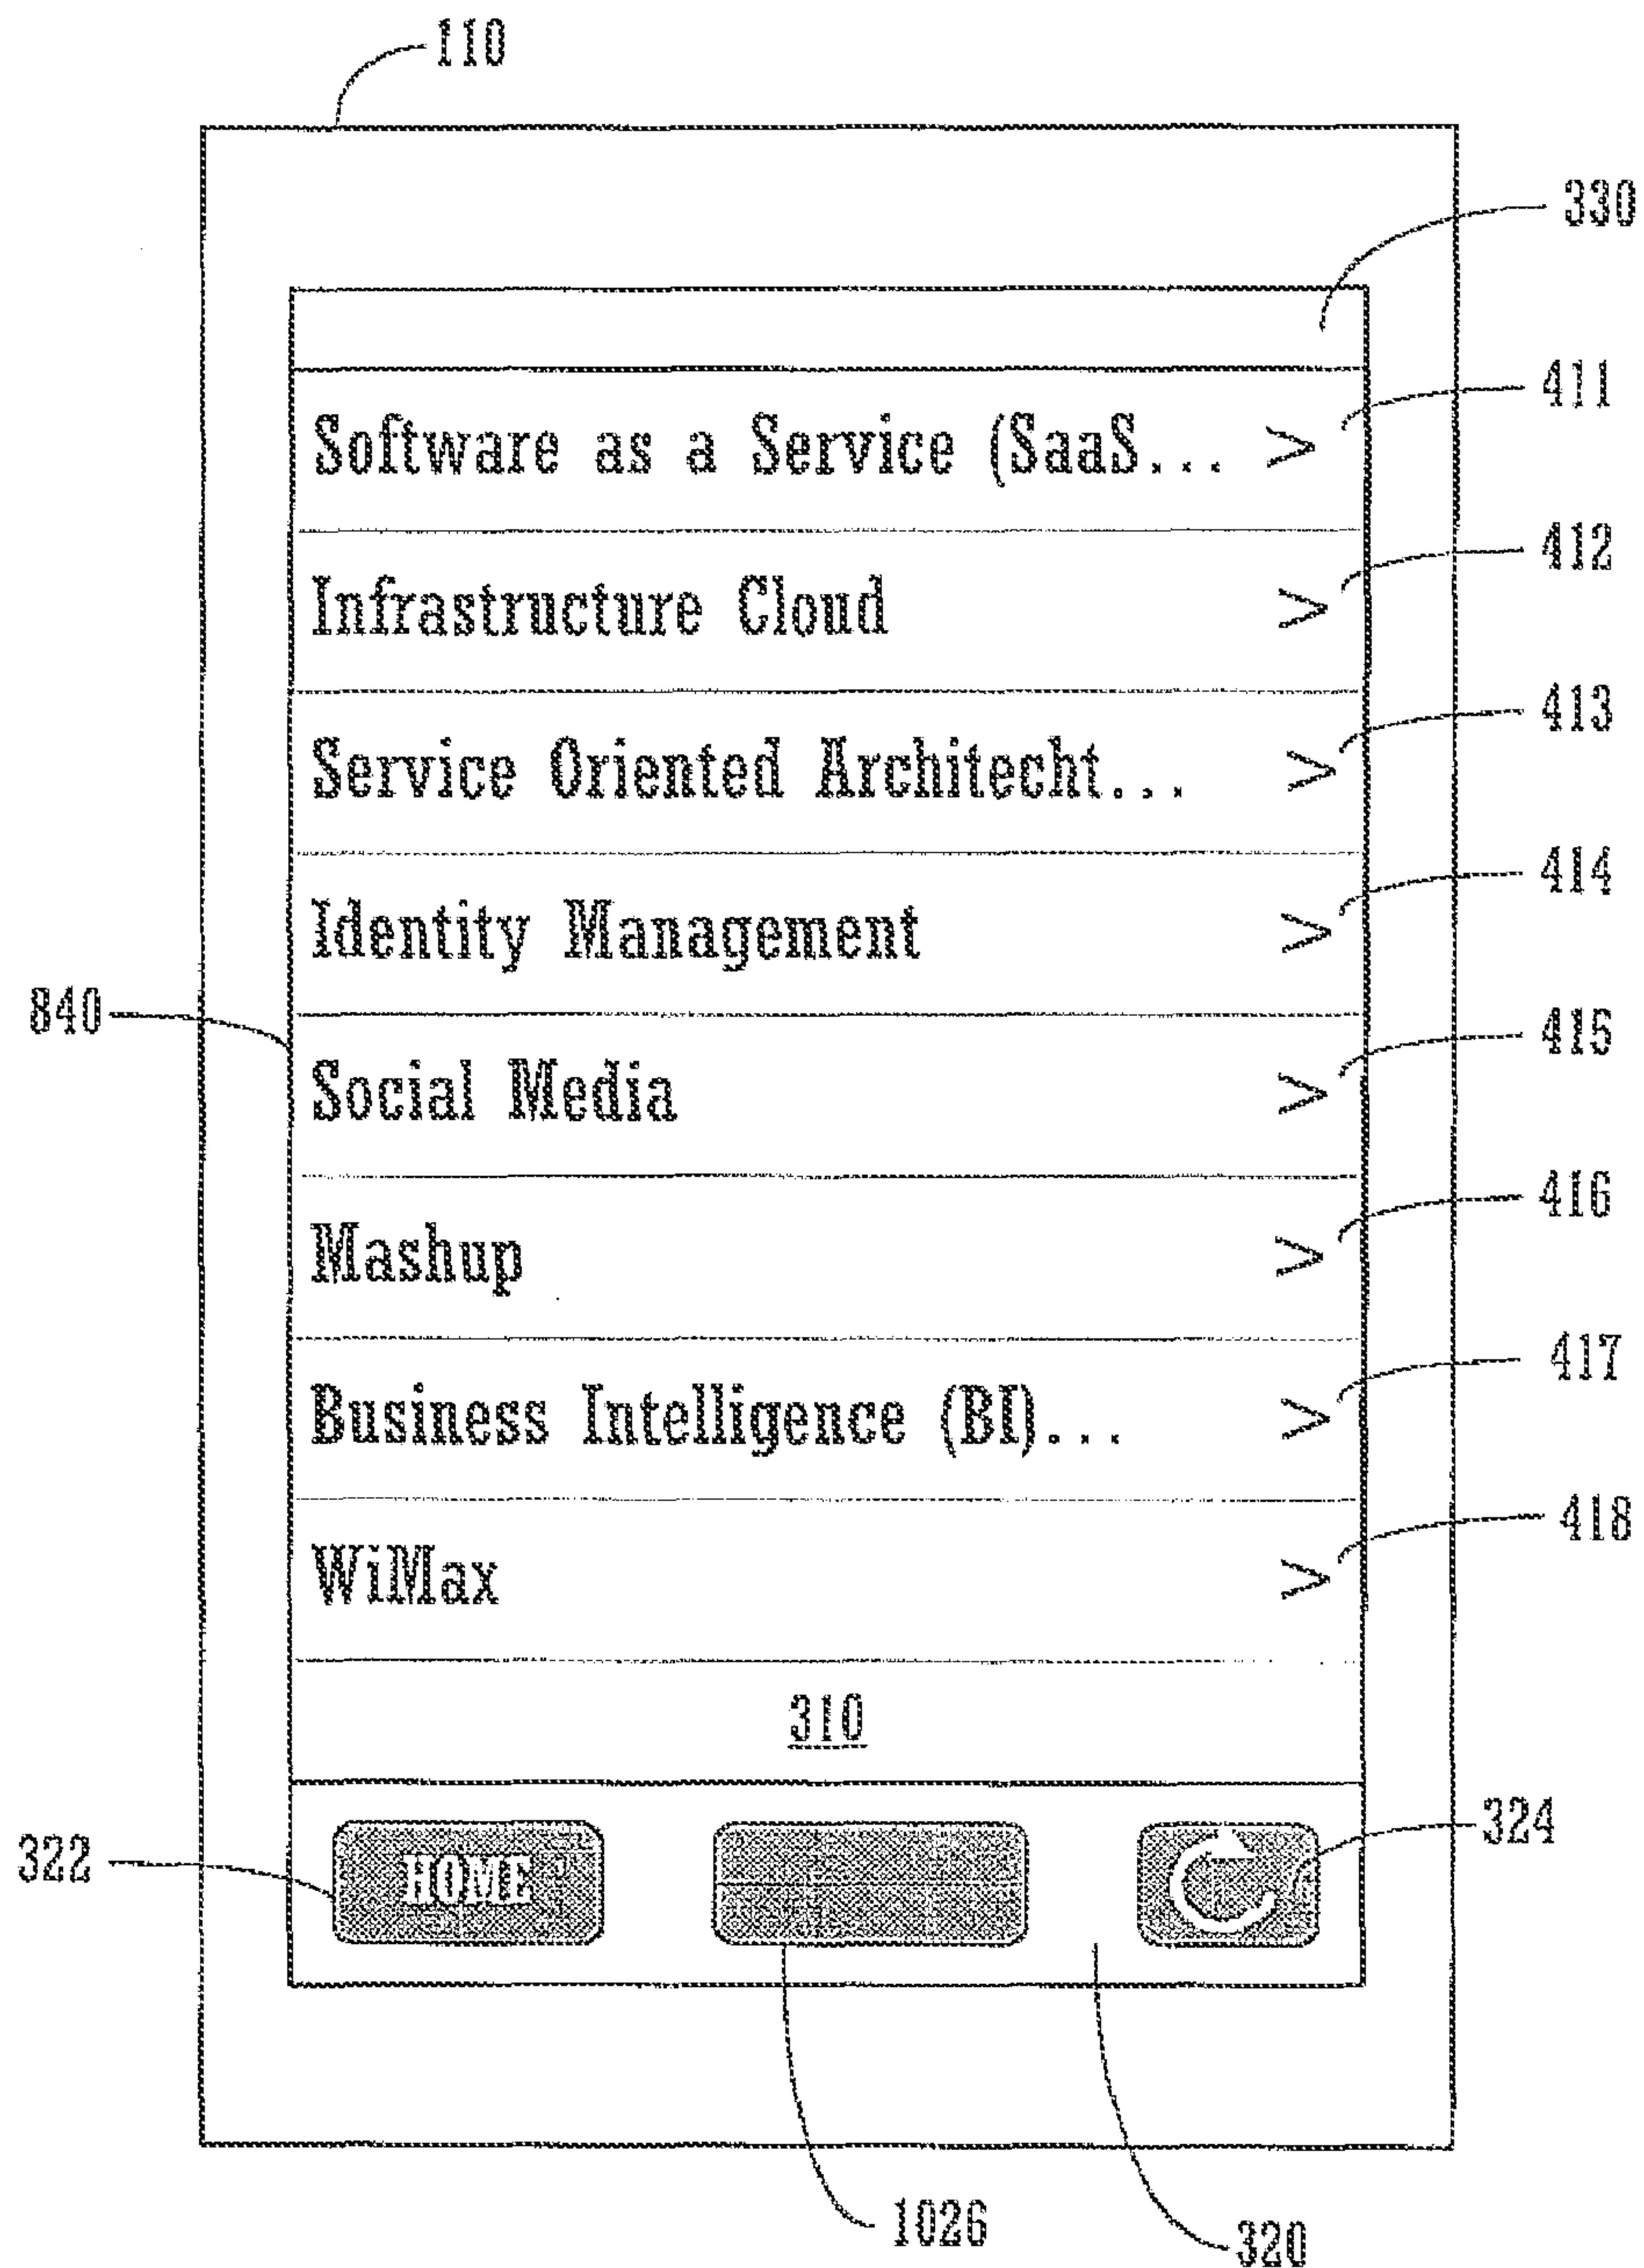 110
330
Software as a Service (SaaS... > 411
Infrastructure Cloud > 412
Service Oriented Architecht... > 413
Identity Management > 414
840
Social Media > 415
Mashup > 416
Business Intelligence (BI)... > 417
WiMax > 418
310
322 HOME 324
1026 320